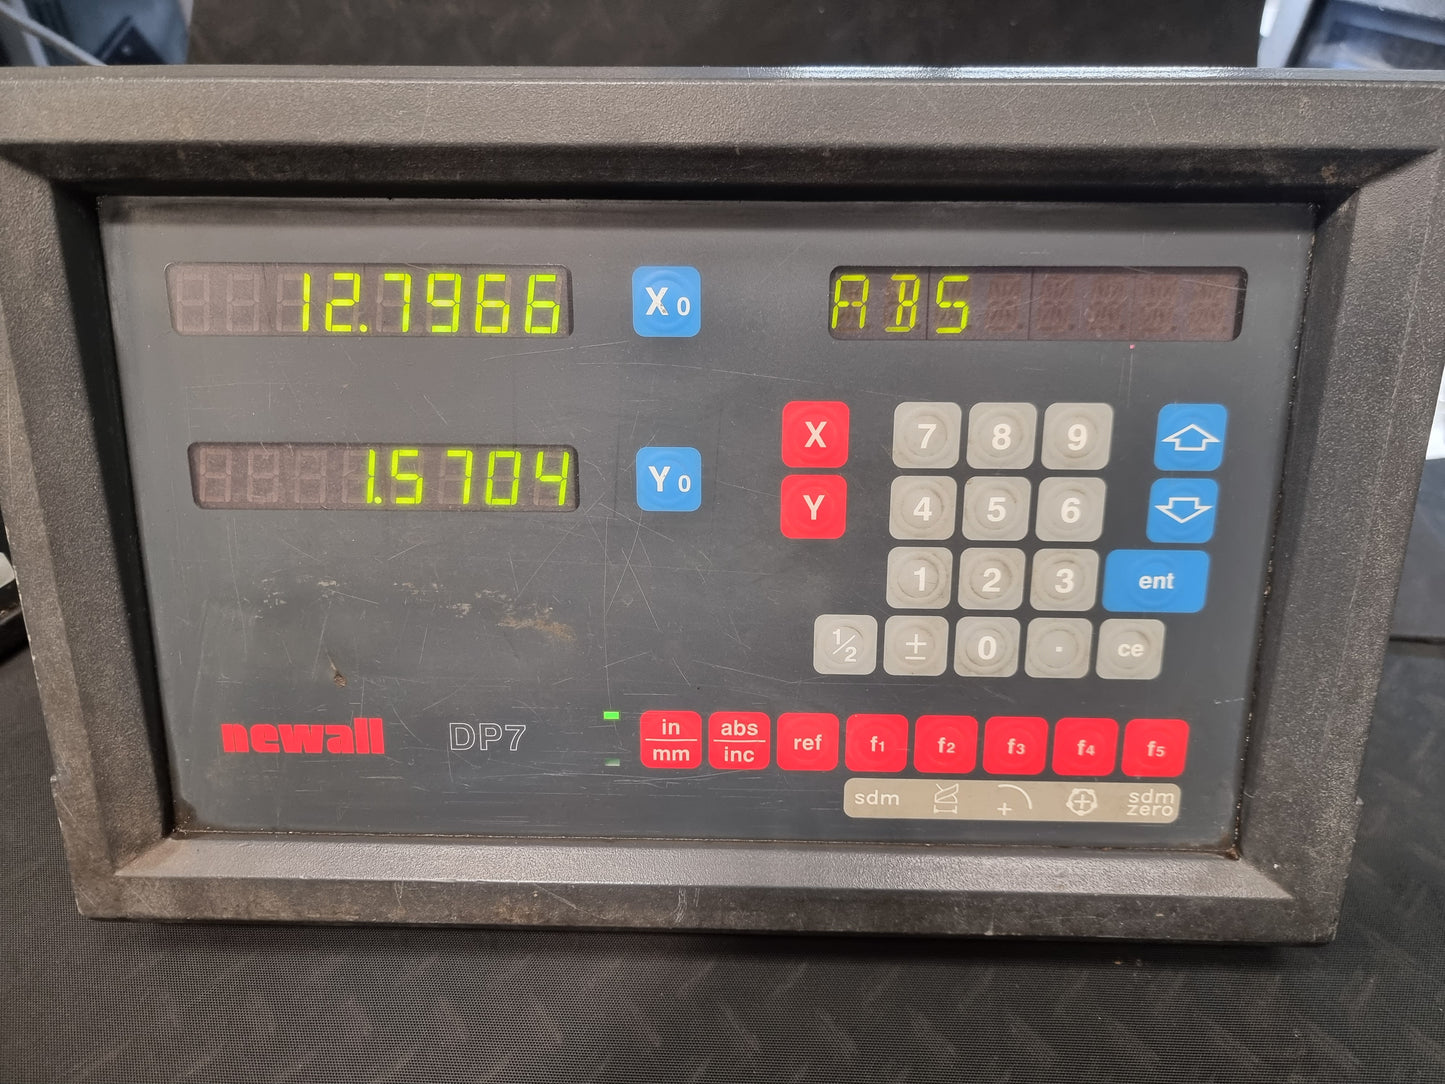 12.7966 X0 ABS
X 7 8 9
1.5704 Y0
Y 4 5 6
1 2 3 ent
1/2 ± 0 . ce
newall DP7
in
mm
abs
inc
ref f1 f2 f3 f4 f5
sdm sdm
zero